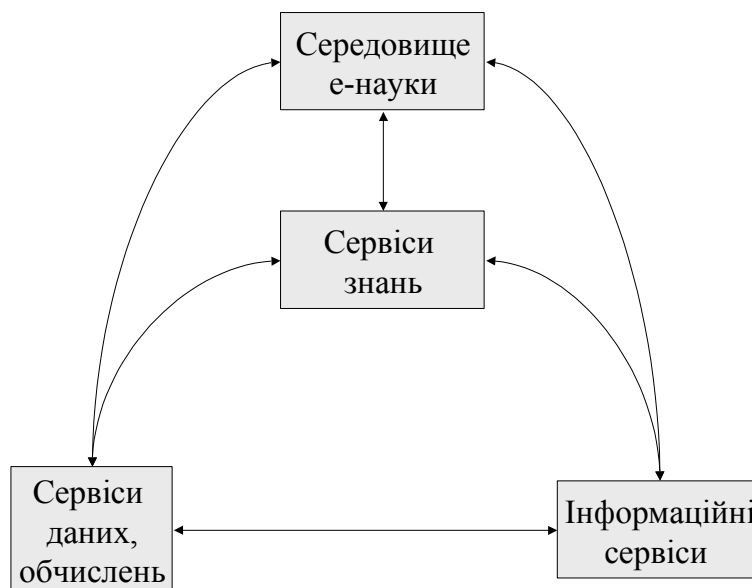 Середовище
е-науки
Сервіси
знань
Сервіси
даних,
обчислень
Інформаційні
сервіси